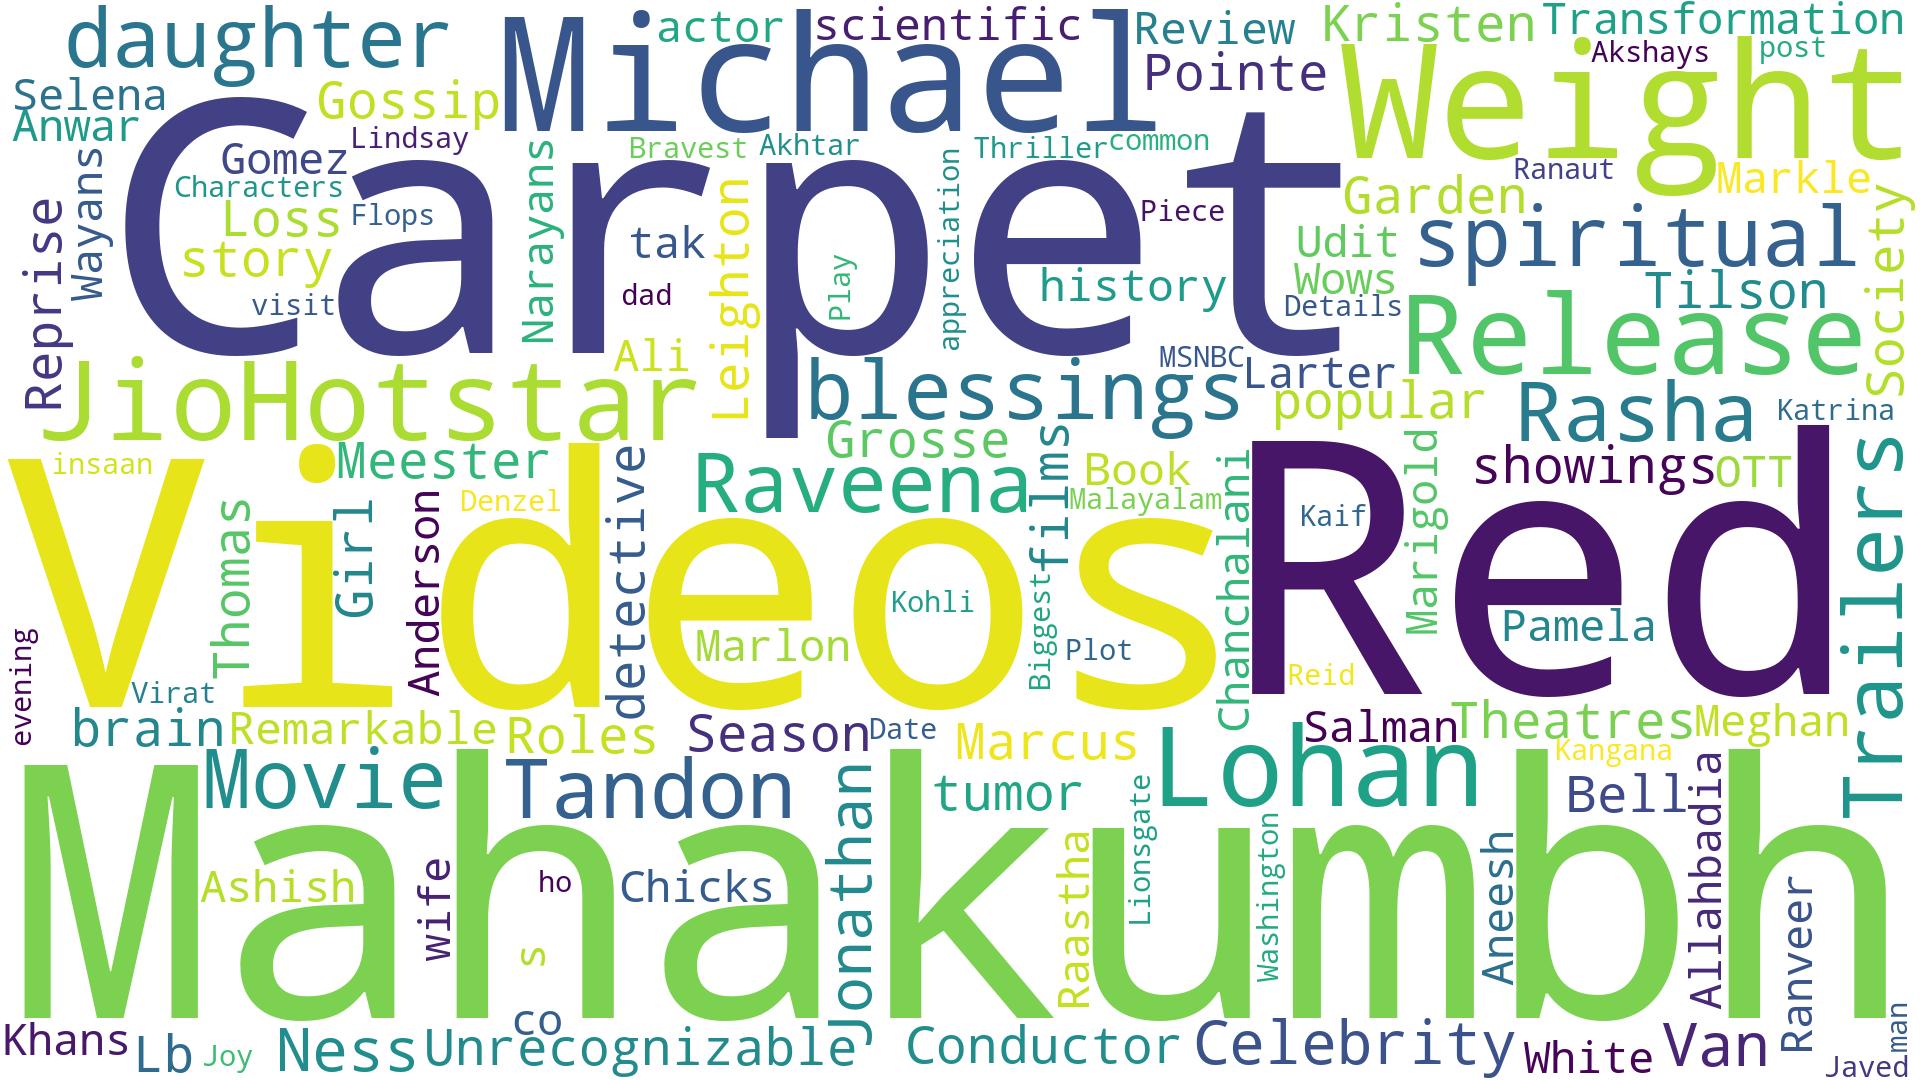 daughter
Michael
actor
scientific
Review
Kristen
Transformation
Akshays
post
Selena
Anwar
Gossip
Pointe
Weight
Carpet
Lindsay
Gomez
Characters
Wayans
Reprise
Loss
Flops
story
visit
Narayans
Bravest
Akhtar
Thriller
common
tak
dad
Leighton
Play
appreciation
Piece
history
Ranaut
Markle
Garden
Udit
Wows
Details
spiritual
Tilson
Society
Release
JioHotstar
Ali
blessings
MSNBC
Larter
popular
Rasha
Katrina
insaan
Meester
Grosse
Raveena
films
Book
Malayalam
Chanchalani
Marigold
showings
OTT
Trailers
Videos
Red
Thomas
Girl
Anderson
Denzel
detective
Kohli
Marlon
Biggest
Plot
Kaif
Pamela
Reid
evening
Virat
brain
Remarkable
Roles
Season
Date
Marcus
Salman
Theatres
Meghan
Movie
Tandon
Lohan
Kangana
tumor
Bell
Mahakumbh
Ashish
wife
ho
s
Chicks
Jonathan
Raastha
Lionsgate
Washington
Aneesh
Allahbadia
Ranveer
Khans
Lb
Joy
Ness
co
Unrecognizable
Conductor
Celebrity
White
Van
Javed
man